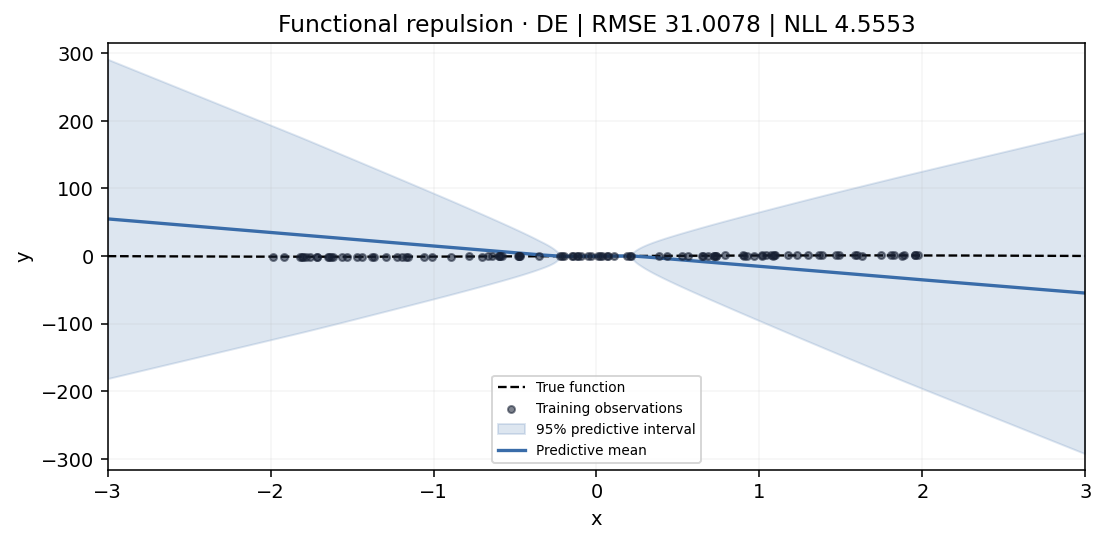 Functional repulsion · DE | RMSE 31.0078 | NLL 4.5553
300
200
100
0
−100
−200
−300
y
True function
Training observations
95% predictive interval
Predictive mean
−3
−2
−1
0
1
2
3
x